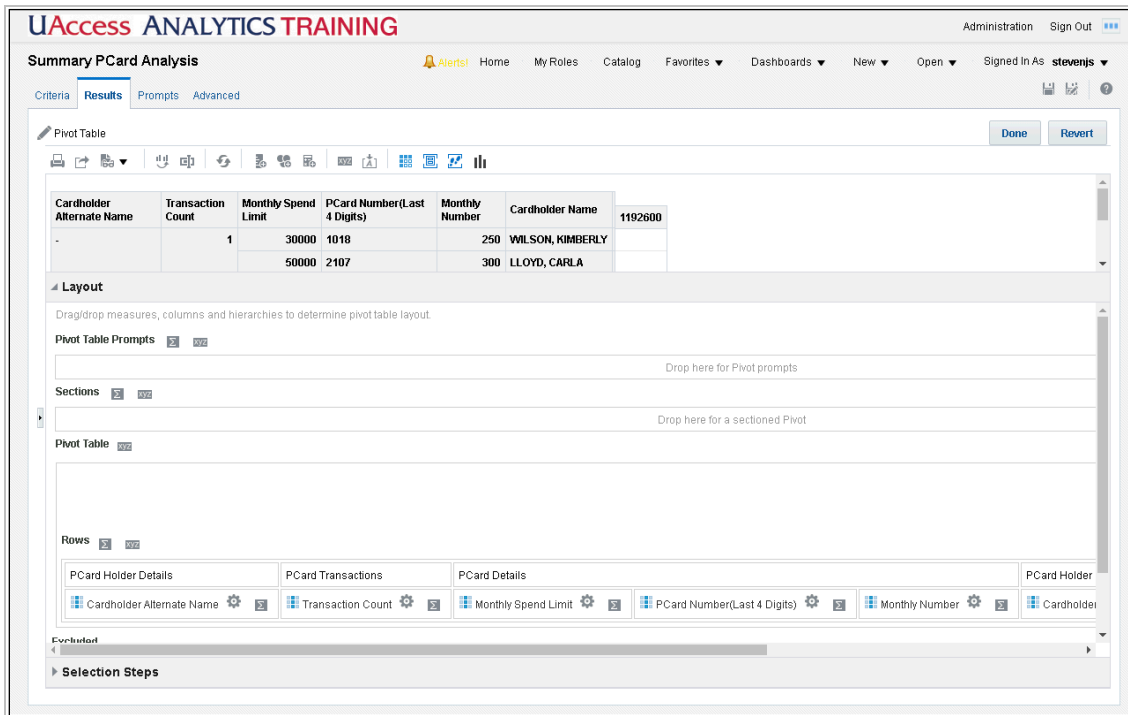 UAccess ANALYTICS TRAINING
Administration Sign Out
Summary PCard Analysis
Alerts! Home My Roles Catalog Favorites Dashboards New Open Signed In As stevenjs
Criteria Results Prompts Advanced
Pivot Table
Done Revert
xyz
Cardholder Alternate Name Transaction Count Monthly Spend Limit PCard Number(Last 4 Digits) Monthly Number Cardholder Name 1192600
- 1 30000 1018 250 WILSON, KIMBERLY
50000 2107 300 LLOYD, CARLA
Layout
Drag/drop measures, columns and hierarchies to determine pivot table layout.
Pivot Table Prompts Σ xyz
Drop here for Pivot prompts
Sections Σ xyz
Drop here for a sectioned Pivot
Pivot Table xyz
Rows Σ xyz
PCard Holder Details PCard Transactions PCard Details PCard Holder
Cardholder Alternate Name Σ Transaction Count Σ Monthly Spend Limit Σ PCard Number(Last 4 Digits) Σ Monthly Number Σ Cardholder
Excluded
Selection Steps